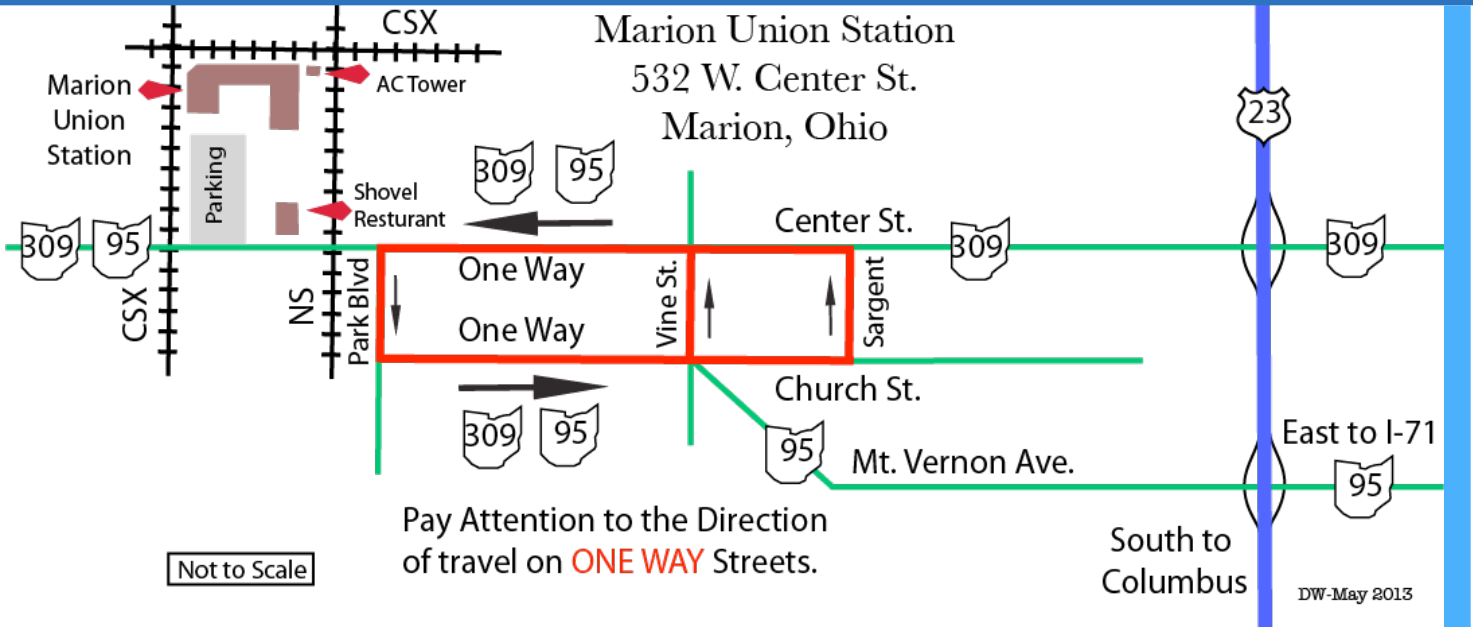 CSX
Marion Union Station
532 W. Center St.
Marion, Ohio
Marion
Union
Station
AC Tower
23
Parking
309
95
Shovel
Resturant
309
95
Center St.
309
309
CSX
NS
Park Blvd
One Way
One Way
Vine St.
Sargent
Church St.
309
95
95
Mt. Vernon Ave.
East to I-71
95
Pay Attention to the Direction
of travel on ONE WAY Streets.
Not to Scale
South to
Columbus
DW-May 2013